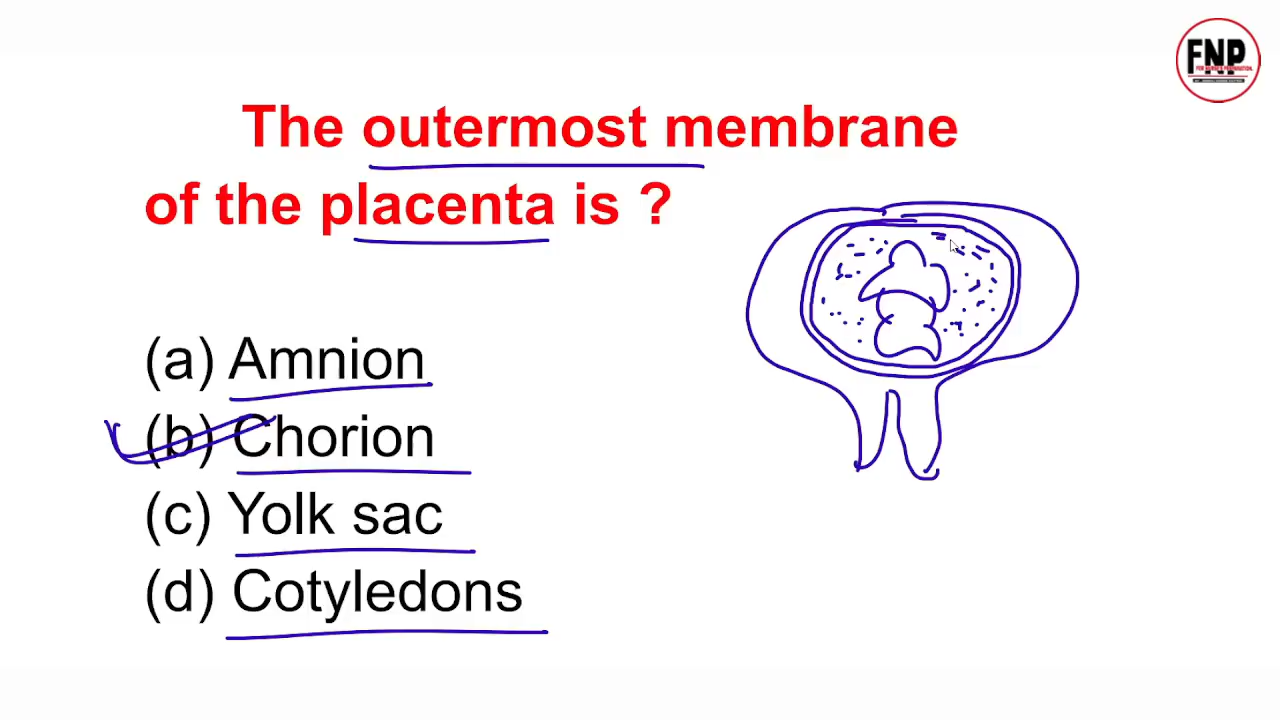 FNP
The outermost membrane
of the placenta is ?
(a) Amnion
(b) Chorion
(c) Yolk sac
(d) Cotyledons